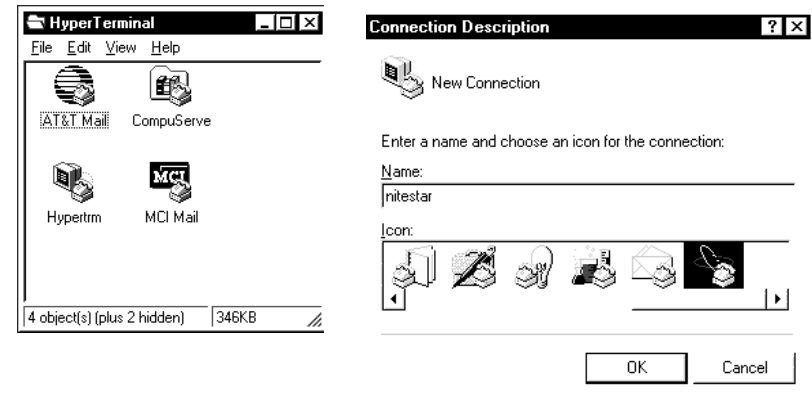 HyperTerminal
File Edit View Help
AT&T Mail CompuServe
MCI
Hypertrm MCI Mail
4 object(s) (plus 2 hidden) 346KB
Connection Description
New Connection
Enter a name and choose an icon for the connection:
Name:
nitestar
Icon:
OK Cancel